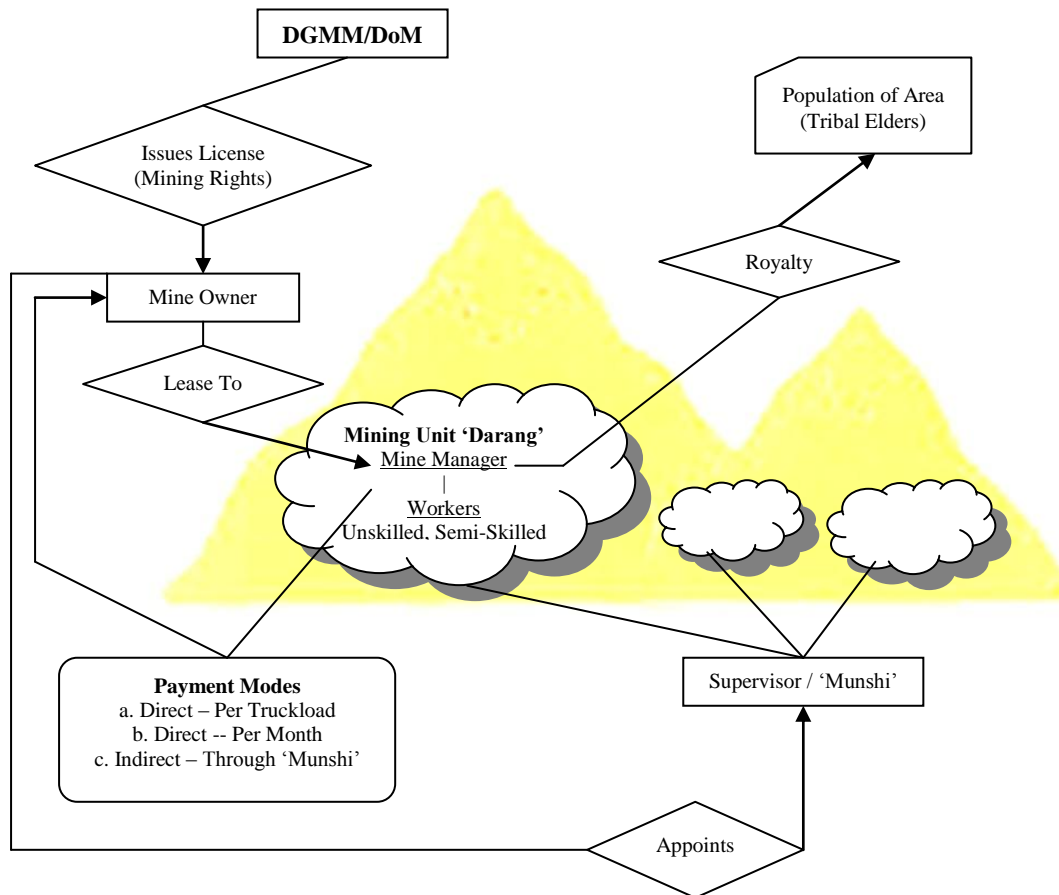 DGMM/DoM
Population of Area
(Tribal Elders)
Issues License
(Mining Rights)
Royalty
Mine Owner
Lease To
Mining Unit ‘Darang’
Mine Manager
|
Workers
Unskilled, Semi-Skilled
Payment Modes
a. Direct – Per Truckload
b. Direct -- Per Month
c. Indirect – Through ‘Munshi’
Supervisor / ‘Munshi’
Appoints